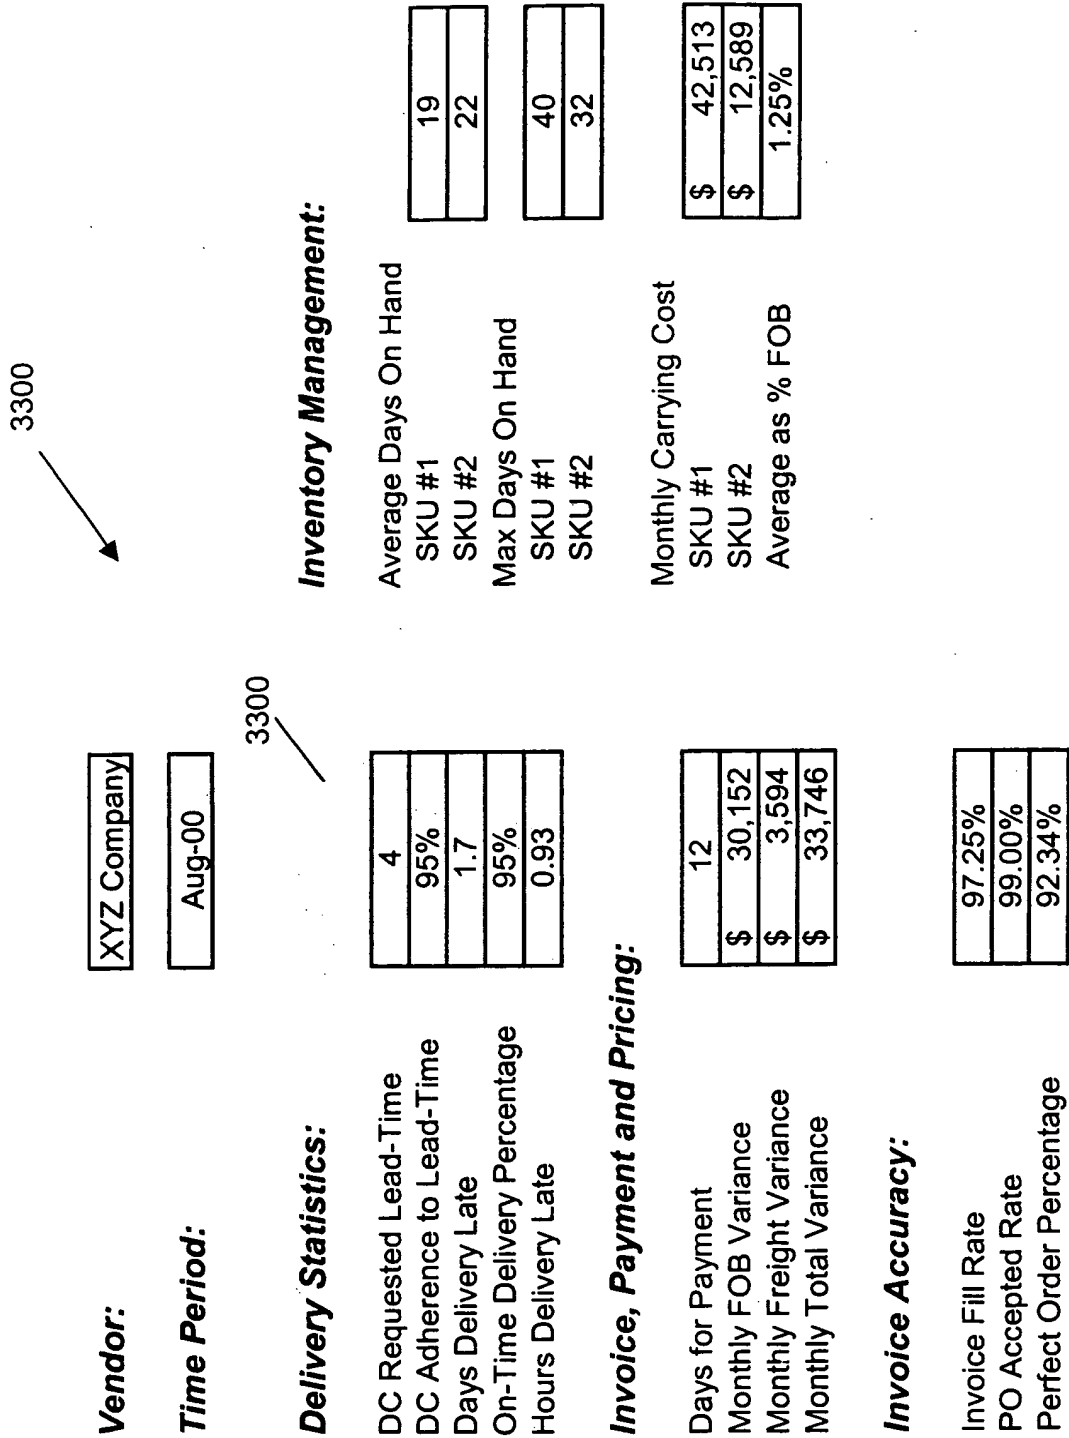 3300
Vendor: XYZ Company
Time Period: Aug-00
3300
Delivery Statistics:
DC Requested Lead-Time 4
DC Adherence to Lead-Time 95%
Days Delivery Late 1.7
On-Time Delivery Percentage 95%
Hours Delivery Late 0.93
Invoice, Payment and Pricing:
Days for Payment 12
Monthly FOB Variance $ 30,152
Monthly Freight Variance $ 3,594
Monthly Total Variance $ 33,746
Invoice Accuracy:
Invoice Fill Rate 97.25%
PO Accepted Rate 99.00%
Perfect Order Percentage 92.34%
Inventory Management:
Average Days On Hand
SKU #1 19
SKU #2 22
Max Days On Hand
SKU #1 40
SKU #2 32
Monthly Carrying Cost
SKU #1 $ 42,513
SKU #2 $ 12,589
Average as % FOB 1.25%